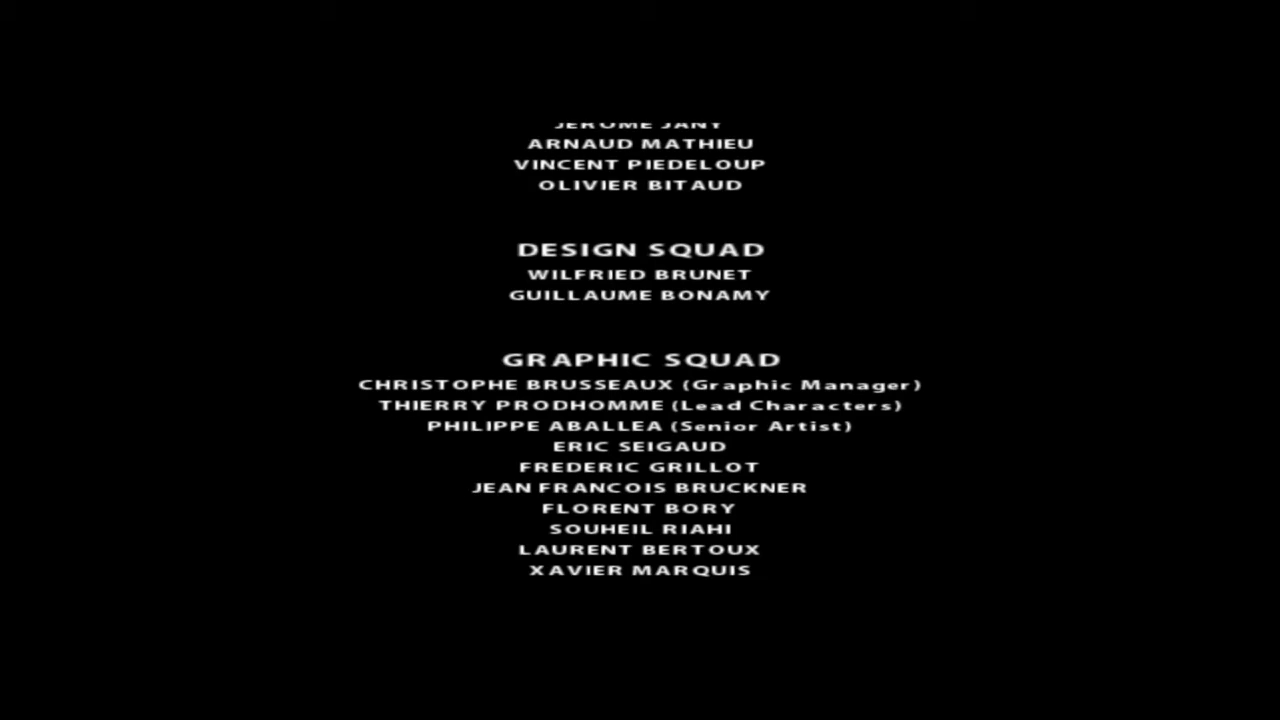 JEROME JANY
ARNAUD MATHIEU
VINCENT PIEDELOUP
OLIVIER BITAUD
DESIGN SQUAD
WILFRIED BRUNET
GUILLAUME BONAMY
GRAPHIC SQUAD
CHRISTOPHE BRUSSEAUX (Graphic Manager)
THIERRY PRODHOMME (Lead Characters)
PHILIPPE ABALLEA (Senior Artist)
ERIC SEIGAUD
FREDERIC GRILLOT
JEAN FRANCOIS BRUCKNER
FLORENT BORY
SOUHEIL RIAHI
LAURENT BERTOUX
XAVIER MARQUIS